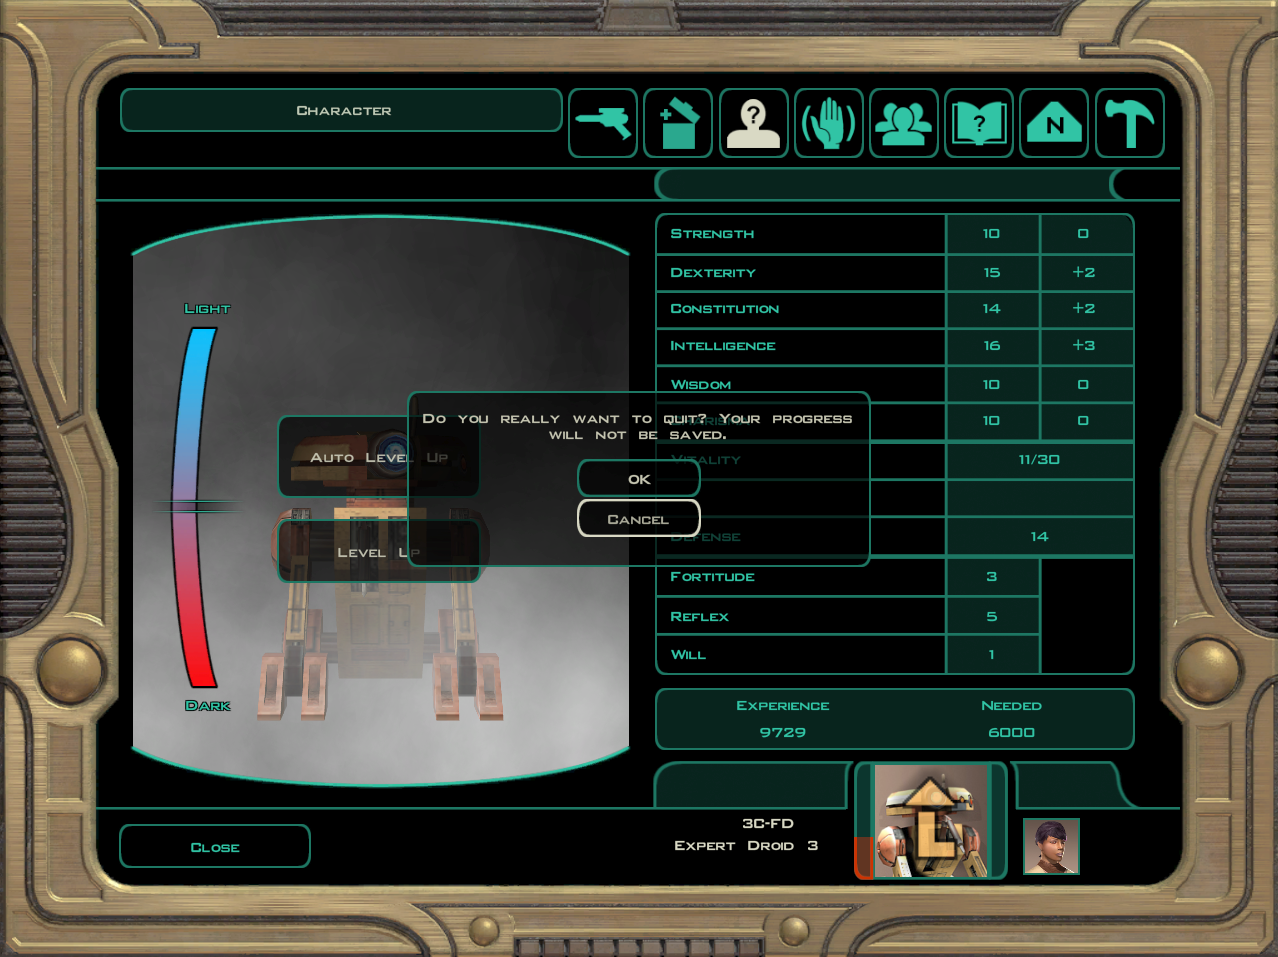 Character
?
?
N
Light
Dark
Strength 10 0
Dexterity 15 +2
Constitution 14 +2
Intelligence 16 +3
Wisdom 10 0
10 0
Vitality 11/30
Defense 14
Fortitude 3
Reflex 5
Will 1
Do you really want to quit? Your progress
will not be saved.
OK
Cancel
Auto Level Up
Level Up
Experience Needed
9729 6000
3C-FD
Expert Droid 3
L
Close